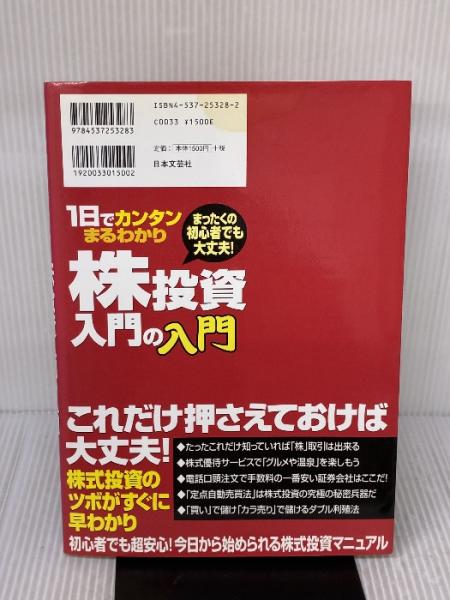 ISBN4-537-25328-2
C0033 ¥1500E
定価:本体1500円+税
日本文芸社
9784537253283
1920033015002
1日でカンタン
まるわかり
まったくの
初心者でも
大丈夫!
株投資
入門の入門
これだけ押さえておけば
大丈夫!
株式投資の
ツボがすぐに
早わかり
◆たったこれだけ知っていれば「株」取引は出来る
◆株式優待サービスで「グルメや温泉」を楽しもう
◆電話口頭注文で手数料の一番安い証券会社はここだ!
◆「定点自動売買法」は株式投資の究極の秘密兵器だ
◆「買い」で儲け「カラ売り」で儲けるダブル利殖法
初心者でも超安心!今日から始められる株式投資マニュアル